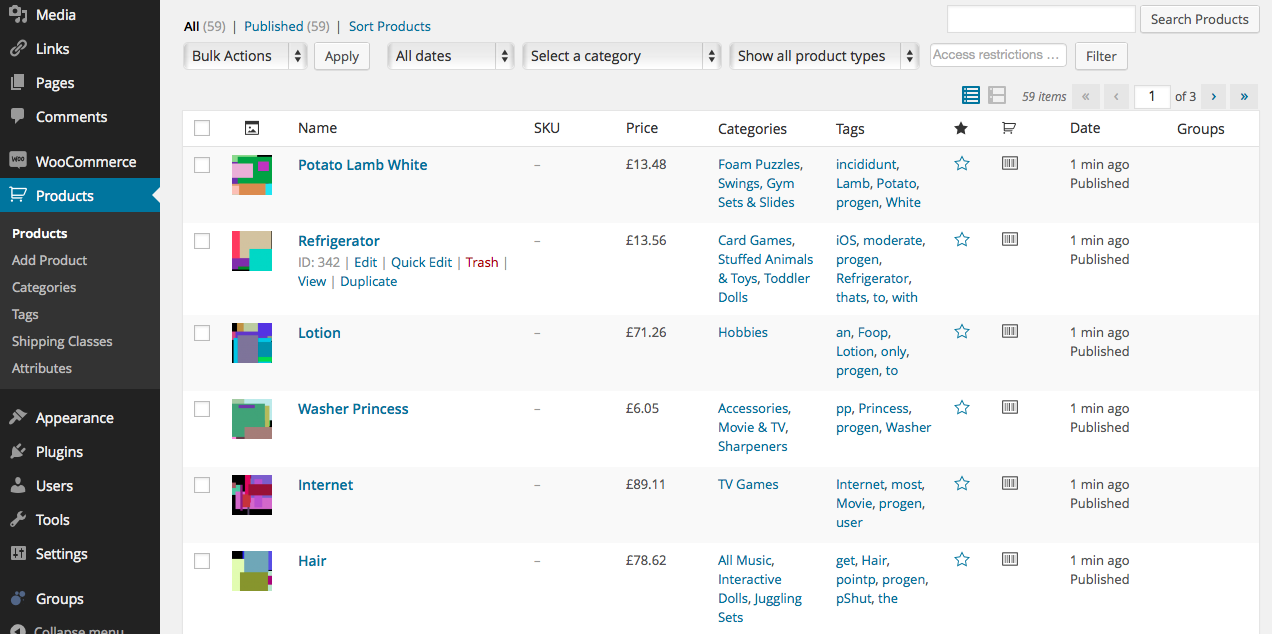 Media
Links
Pages
Comments
WooCommerce
Products
Products
Add Product
Categories
Tags
Shipping Classes
Attributes
Appearance
Plugins
Users
Tools
Settings
Groups
Collapse menu
All (59) | Published (59) | Sort Products
Search Products
Bulk Actions Apply All dates Select a category Show all product types Access restrictions ... Filter
59 items « ‹ 1 of 3 › »
Name SKU Price Categories Tags Date Groups
Potato Lamb White – £13.48 Foam Puzzles, incididunt, 1 min ago
Swings, Gym Lamb, Potato, Published
Sets & Slides progen, White
Refrigerator – £13.56 Card Games, iOS, moderate, 1 min ago
ID: 342 | Edit | Quick Edit | Trash | Stuffed Animals progen, Published
View | Duplicate & Toys, Toddler Refrigerator,
Dolls thats, to, with
Lotion – £71.26 Hobbies an, Foop, 1 min ago
Lotion, only, Published
progen, to
Washer Princess – £6.05 Accessories, pp, Princess, 1 min ago
Movie & TV, progen, Washer Published
Sharpeners
Internet – £89.11 TV Games Internet, most, 1 min ago
Movie, progen, Published
user
Hair – £78.62 All Music, get, Hair, 1 min ago
Interactive pointp, progen, Published
Dolls, Juggling pShut, the
Sets